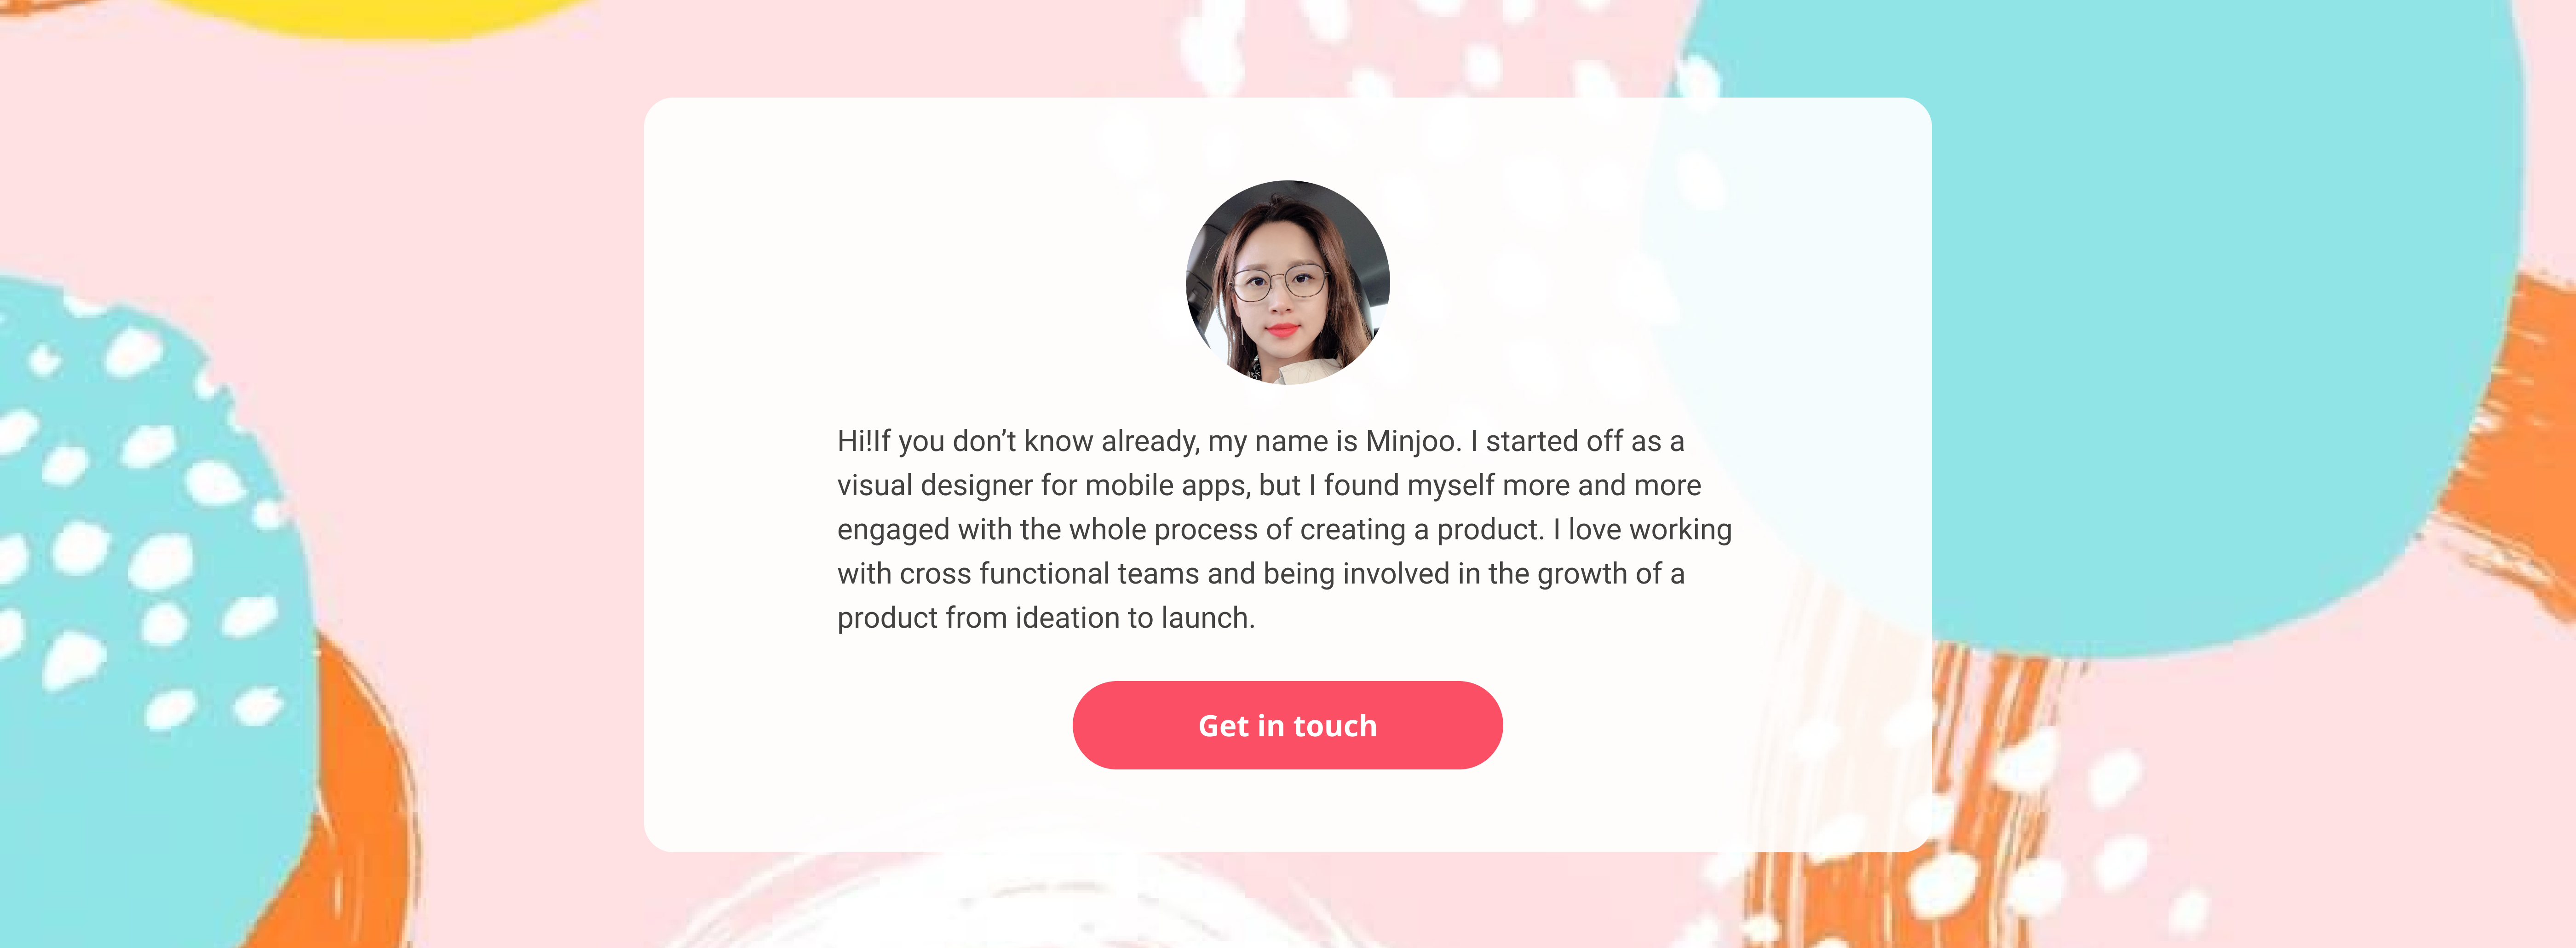 Hi!If you don’t know already, my name is Minjoo. I started off as a
visual designer for mobile apps, but I found myself more and more
engaged with the whole process of creating a product. I love working
with cross functional teams and being involved in the growth of a
product from ideation to launch.
Get in touch